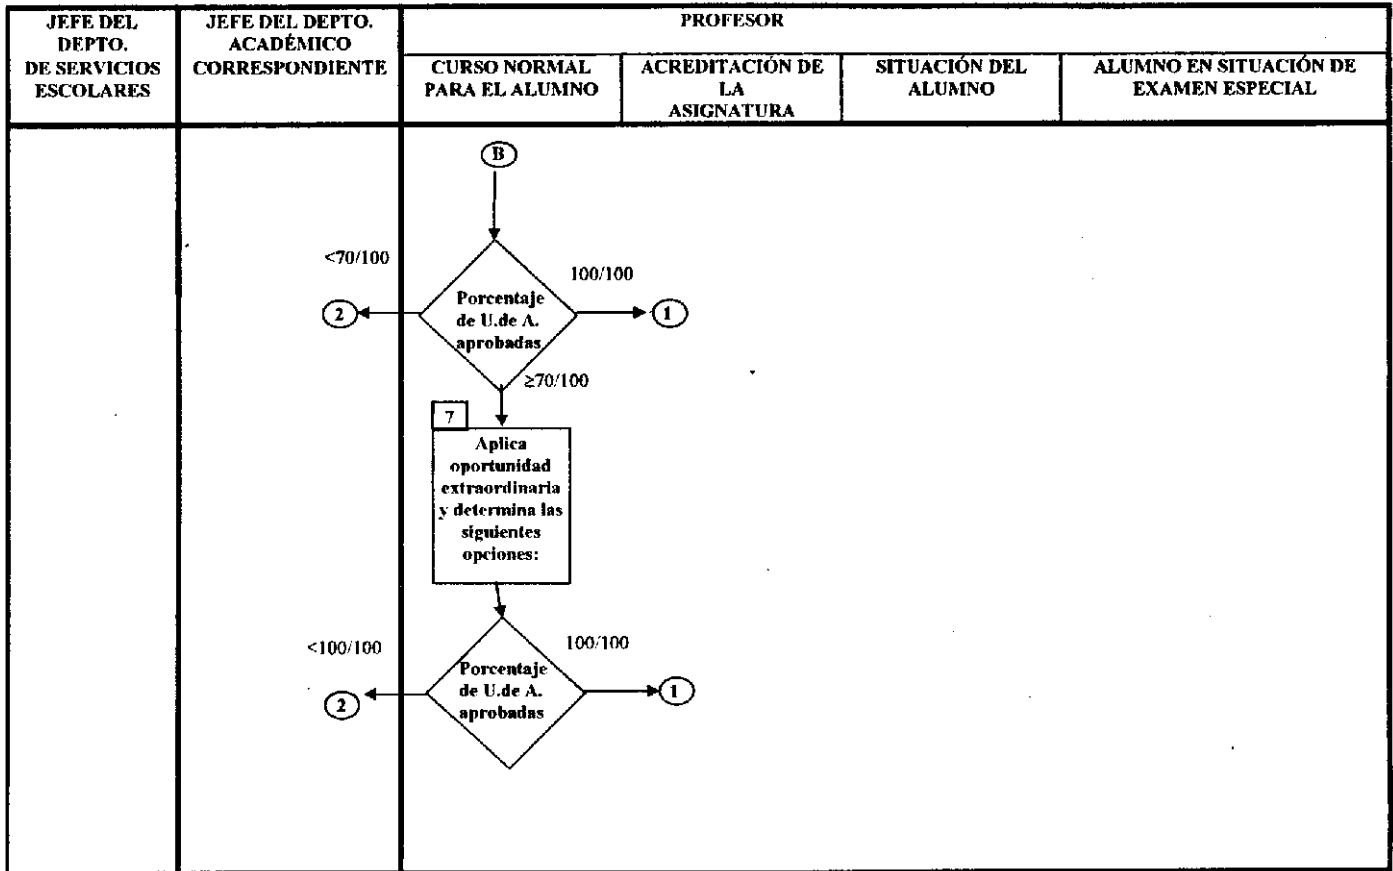 JEFE DEL
DEPTO.
DE SERVICIOS
ESCOLARES
JEFE DEL DEPTO.
ACADÉMICO
CORRESPONDIENTE
PROFESOR
CURSO NORMAL
PARA EL ALUMNO
ACREDITACIÓN DE
LA
ASIGNATURA
SITUACIÓN DEL
ALUMNO
ALUMNO EN SITUACIÓN DE
EXAMEN ESPECIAL
B
<70/100
100/100
2
Porcentaje
de U.de A.
aprobadas
1
≥70/100
7
Aplica
oportunidad
extraordinaria
y determina las
siguientes
opciones:
<100/100
100/100
2
Porcentaje
de U.de A.
aprobadas
1